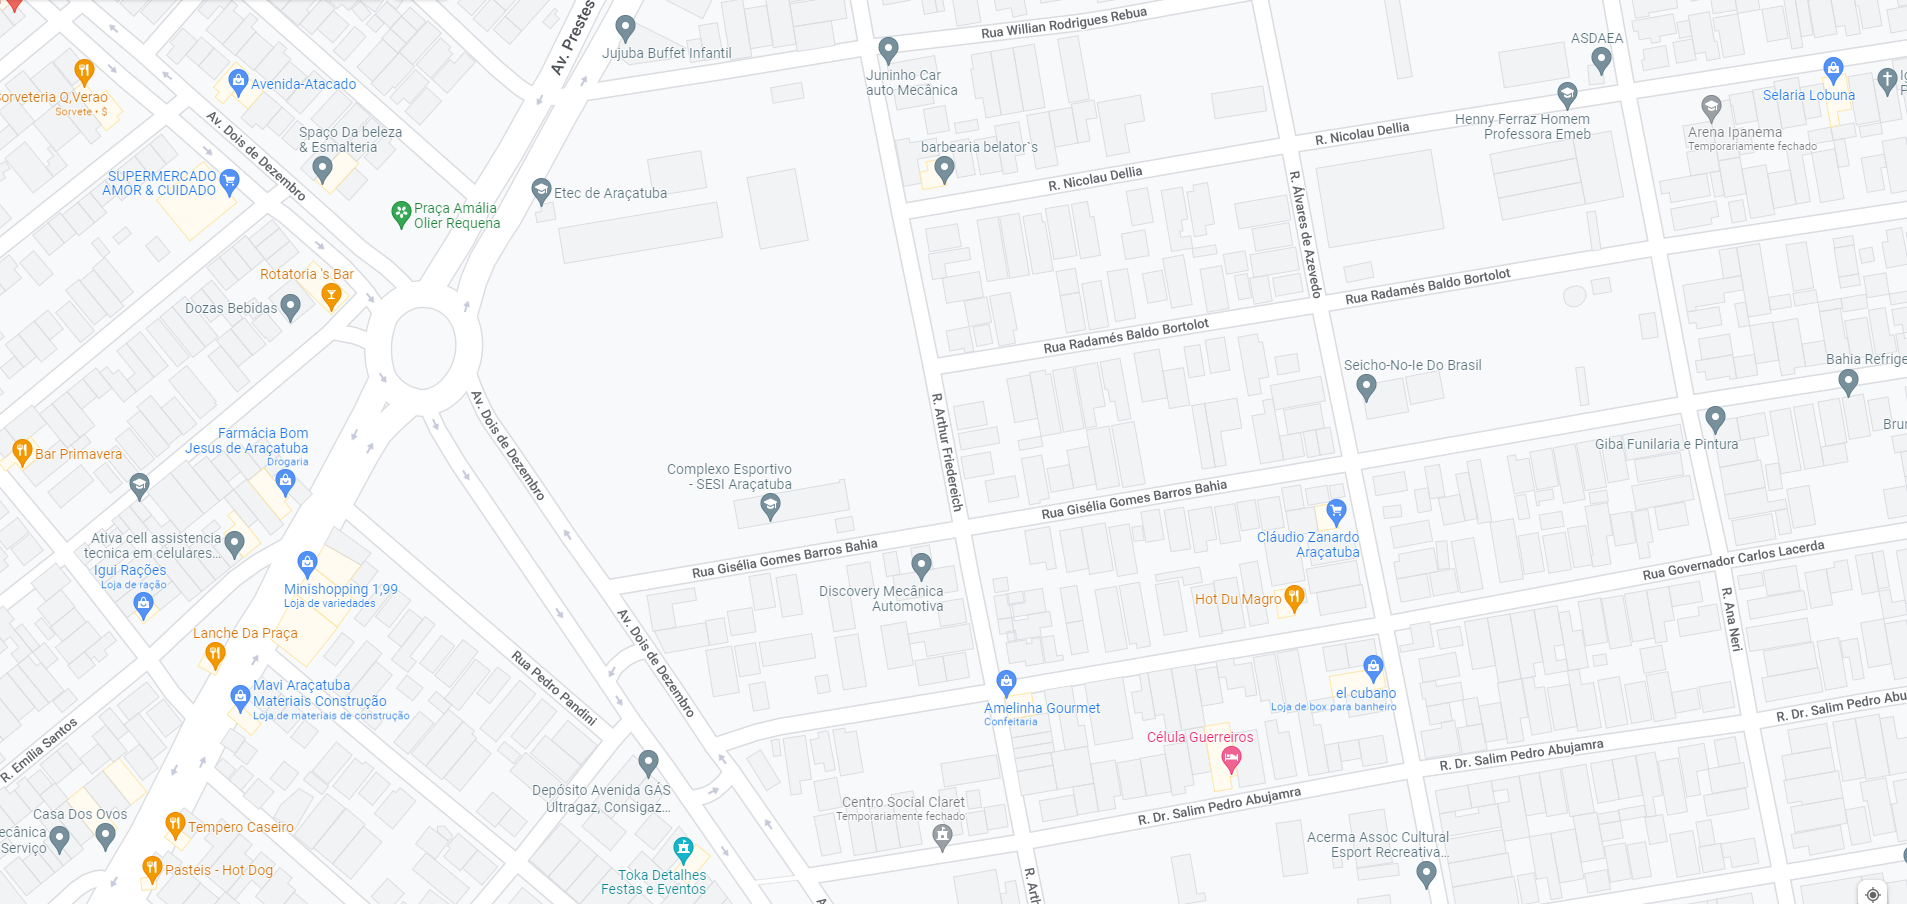 Av. Prestes
Jujuba Buffet Infantil
Rua Willian Rodrigues Rebua
Juninho Car
auto Mecânica
ASDAEA
Selaria Lobuna
Sorveteria Q,Verao
Sorvete • $
Avenida-Atacado
Av. Dois de Dezembro
Spaço Da beleza
& Esmalteria
SUPERMERCADO
AMOR & CUIDADO
Henny Ferraz Homem
Professora Emeb
Arena Ipanema
Temporariamente fechado
R. Nicolau Dellia
barbearia belator`s
R. Nicolau Dellia
Etec de Araçatuba
Praça Amália
Olier Requena
R. Álvares de Azevedo
Rotatoria 's Bar
Dozas Bebidas
Rua Radamés Baldo Bortolot
Rua Radamés Baldo Bortolot
Seicho-No-Ie Do Brasil
Bahia Refrige
Av. Dois de Dezembro
R. Arthur Friedereich
Giba Funilaria e Pintura
Farmácia Bom
Jesus de Araçatuba
Drogaria
Bar Primavera
Complexo Esportivo
- SESI Araçatuba
Rua Gisélia Gomes Barros Bahia
Rua Gisélia Gomes Barros Bahia
Cláudio Zanardo
Araçatuba
Ativa cell assistencia
tecnica em celulares...
Igui Rações
Loja de ração
Minishopping 1,99
Loja de variedades
Discovery Mecânica
Automotiva
Hot Du Magro
Rua Governador Carlos Lacerda
R. Ana Neri
Lanche Da Praça
Av. Dois de Dezembro
Rua Pedro Pandini
Mavi Araçatuba
Materiais Construção
Loja de materiais de construção
Amelinha Gourmet
Confeitaria
el cubano
Loja de box para banheiro
R. Dr. Salim Pedro Abu
R. Emília Santos
Célula Guerreiros
R. Dr. Salim Pedro Abujamra
R. Dr. Salim Pedro Abujamra
Depósito Avenida GÁS
Ultragaz, Consigaz...
Centro Social Claret
Temporariamente fechado
Casa Dos Ovos
ecânica
Serviço
Tempero Caseiro
Pasteis - Hot Dog
Toka Detalhes
Festas e Eventos
Acerma Assoc Cultural
Esport Recreativa...
R. Arth